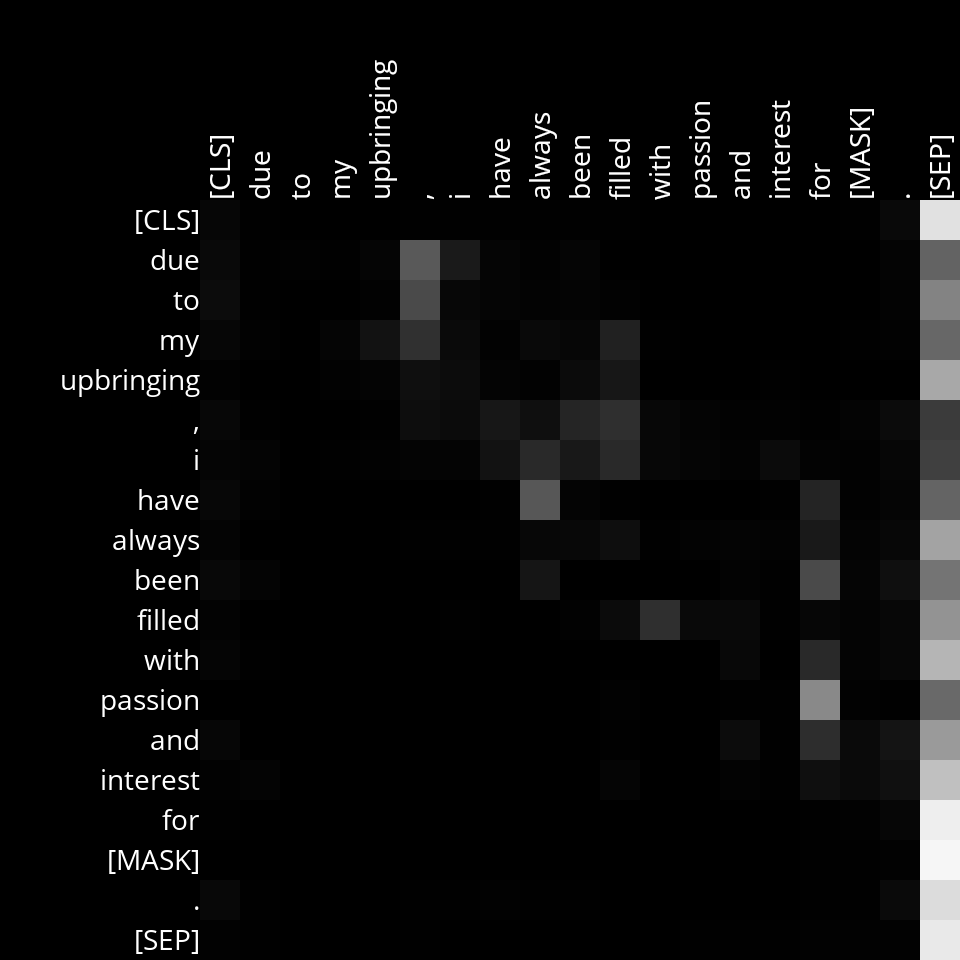 [CLS] due to my upbringing , i have always been filled with passion and interest for [MASK] . [SEP]
[CLS]
due
to
my
upbringing
,
i
have
always
been
filled
with
passion
and
interest
for
[MASK]
.
[SEP]